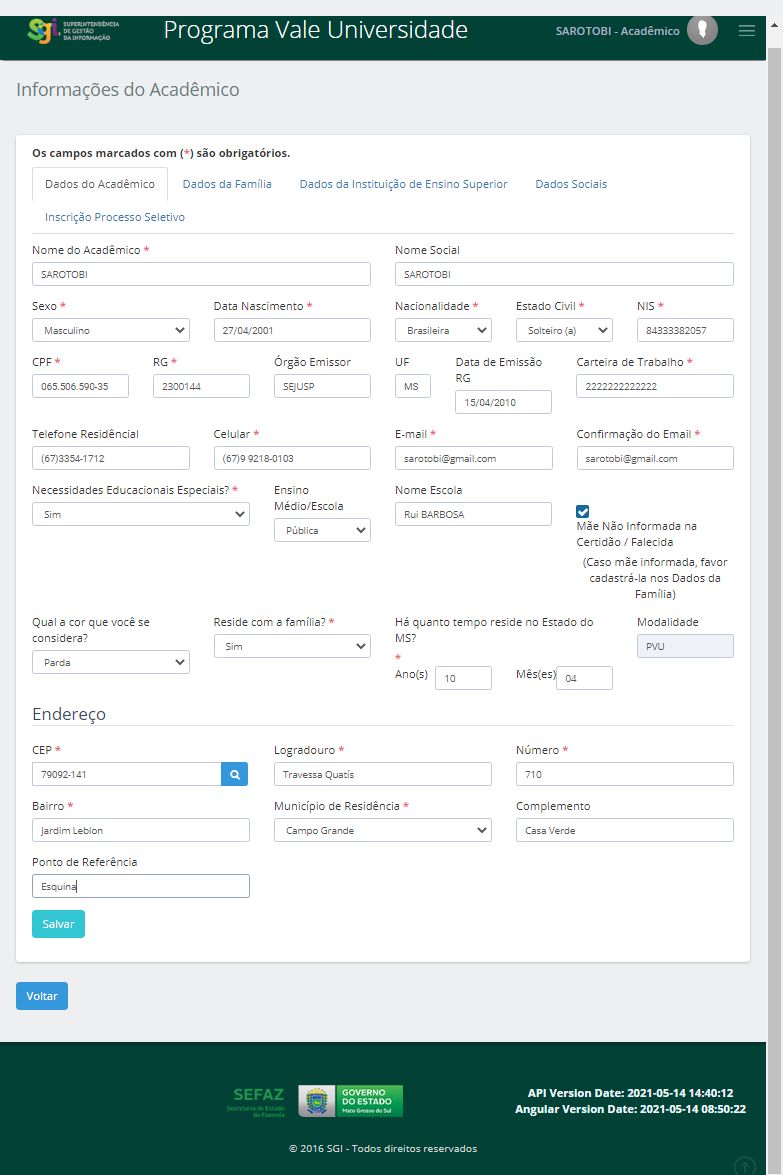 SGI. SUPERINTENDÊNCIA
DE GESTÃO
DA INFORMAÇÃO
Programa Vale Universidade
SAROTOBI - Acadêmico
Informações do Acadêmico
Os campos marcados com (*) são obrigatórios.
Dados do Acadêmico Dados da Família Dados da Instituição de Ensino Superior Dados Sociais
Inscrição Processo Seletivo
Nome do Acadêmico * Nome Social
SAROTOBI SAROTOBI
Sexo * Data Nascimento * Nacionalidade * Estado Civil * NIS *
Masculino 27/04/2001 Brasileira Solteiro (a) 84333382057
CPF * RG * Órgão Emissor UF Data de Emissão RG Carteira de Trabalho *
065.506.590-35 2300144 SEJUSP MS 15/04/2010 2222222222222
Telefone Residêncial Celular * E-mail * Confirmação do Email *
(67)3354-1712 (67)9 9218-0103 sarotobi@gmail.com sarotobi@gmail.com
Necessidades Educacionais Especiais? * Ensino Médio/Escola Nome Escola
Sim Pública Rui BARBOSA
Mãe Não Informada na
Certidão / Falecida
(Caso mãe informada, favor
cadastrá-la nos Dados da
Família)
Qual a cor que você se considera? Reside com a família? * Há quanto tempo reside no Estado do MS? * Modalidade
Parda Sim Ano(s) 10 Mês(es) 04 PVU
Endereço
CEP * Logradouro * Número *
79092-141 Travessa Quatís 710
Bairro * Município de Residência * Complemento
Jardim Leblon Campo Grande Casa Verde
Ponto de Referência
Esquina
Salvar
Voltar
SEFAZ
Secretaria de Estado
de Fazenda
GOVERNO
DO ESTADO
Mato Grosso do Sul
API Version Date: 2021-05-14 14:40:12
Angular Version Date: 2021-05-14 08:50:22
© 2016 SGI - Todos direitos reservados